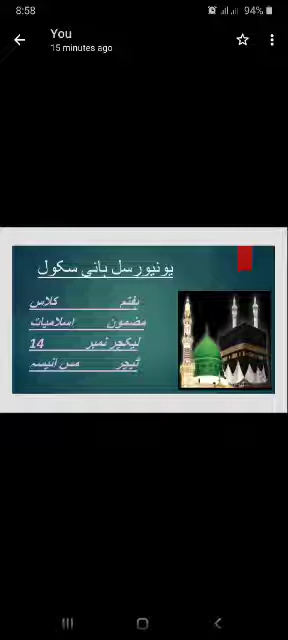 8:58 94%
You
15 minutes ago
یونیورسل ہائی سکول
ہفتم کلاس
مضمون اسلامیات
لیکچر نمبر 14
ٹیچر مس انیسہ